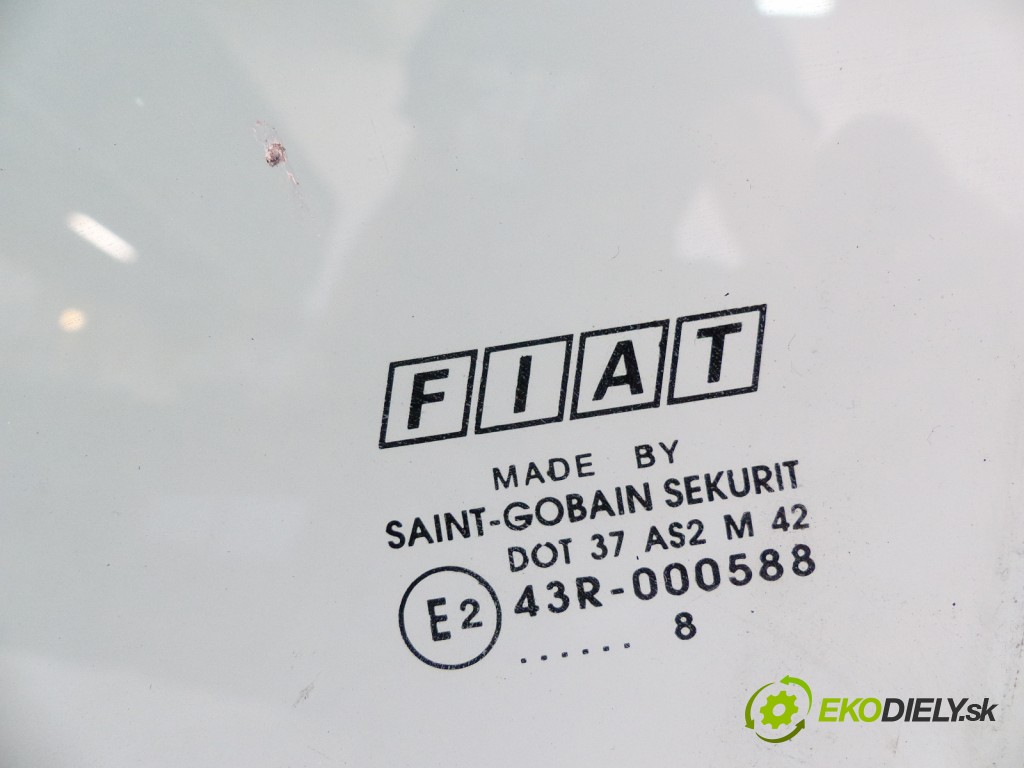 FIAT
MADE BY
SAINT-GOBAIN SEKURIT
DOT 37 AS2 M 42
E2 43R-000588
...... 8
EKODIELY.sk